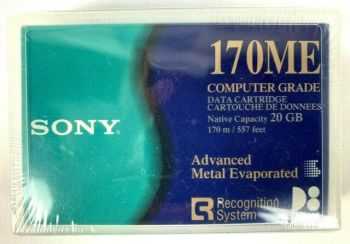 170ME
COMPUTER GRADE
DATA CARTRIDGE
CARTOUCHE DE DONNÉES
Native Capacity 20 GB
170 m / 557 feet
SONY
Advanced
Metal Evaporated
R Recognition
System
D8